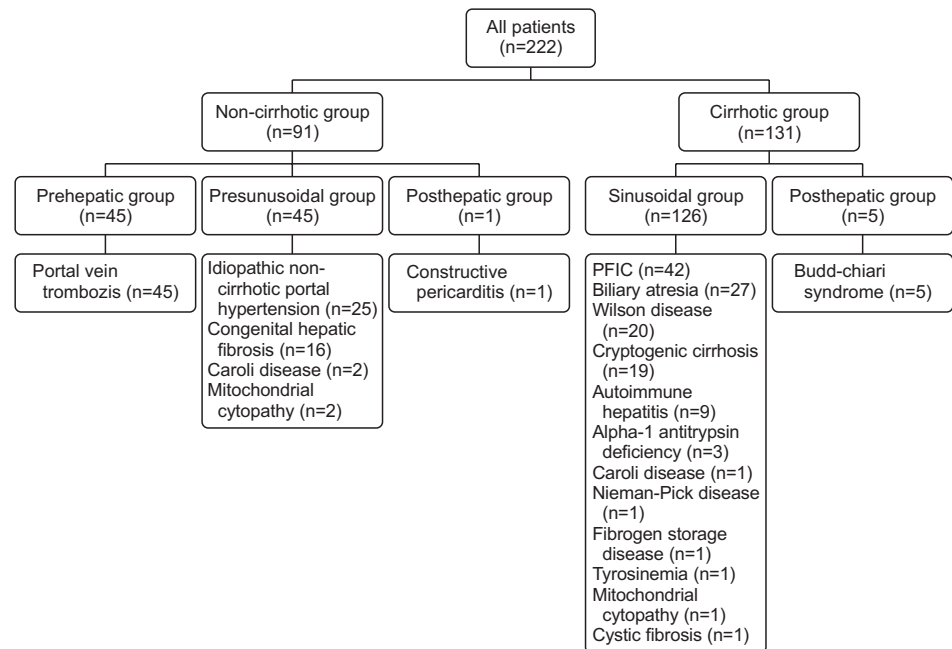 All patients
(n=222)
Non-cirrhotic group
(n=91)
Cirrhotic group
(n=131)
Prehepatic group
(n=45)
Presunusoidal group
(n=45)
Posthepatic group
(n=1)
Sinusoidal group
(n=126)
Posthepatic group
(n=5)
Portal vein
trombozis (n=45)
Idiopathic non-
cirrhotic portal
hypertension (n=25)
Congenital hepatic
fibrosis (n=16)
Caroli disease (n=2)
Mitochondrial
cytopathy (n=2)
Constructive
pericarditis (n=1)
PFIC (n=42)
Biliary atresia (n=27)
Wilson disease
(n=20)
Cryptogenic cirrhosis
(n=19)
Autoimmune
hepatitis (n=9)
Alpha-1 antitrypsin
deficiency (n=3)
Caroli disease (n=1)
Nieman-Pick disease
(n=1)
Fibrogen storage
disease (n=1)
Tyrosinemia (n=1)
Mitochondrial
cytopathy (n=1)
Cystic fibrosis (n=1)
Budd-chiari
syndrome (n=5)